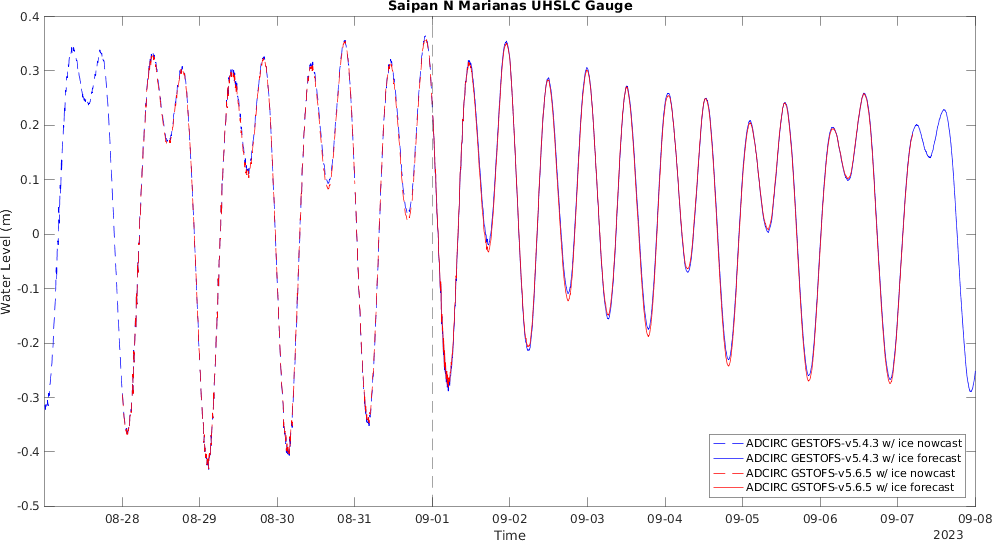 Saipan N Marianas UHSLC Gauge
0.4
0.3
0.2
0.1
0
-0.1
-0.2
-0.3
-0.4
-0.5
Water Level (m)
ADCIRC GESTOFS-v5.4.3 w/ ice nowcast
ADCIRC GESTOFS-v5.4.3 w/ ice forecast
ADCIRC GSTOFS-v5.6.5 w/ ice nowcast
ADCIRC GSTOFS-v5.6.5 w/ ice forecast
08-28 08-29 08-30 08-31 09-01 09-02 09-03 09-04 09-05 09-06 09-07 09-08
Time
2023